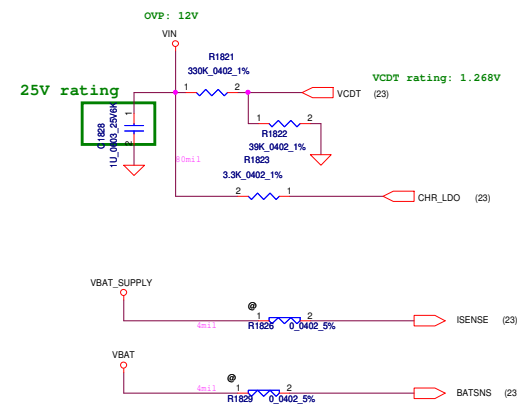 OVP: 12V
VIN
R1821
330K_0402_1%
1
2
VCDT
(23)
VCDT rating: 1.268V
25V rating
C1828
1U_0603_25V6K
1
2
1
2
R1822
39K_0402_1%
80mil
R1823
3.3K_0402_1%
2
1
CHR_LDO
(23)
VBAT_SUPPLY
@
1
2
4mil
R1826
0_0402_5%
ISENSE
(23)
VBAT
@
1
2
4mil
R1829
0_0402_5%
BATSNS
(23